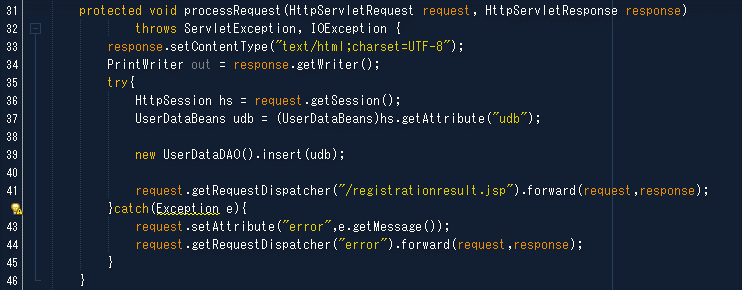 31 protected void processRequest(HttpServletRequest request, HttpServletResponse response)
32 throws ServletException, IOException {
33 response.setContentType("text/html;charset=UTF-8");
34 PrintWriter out = response.getWriter();
35 try{
36 HttpSession hs = request.getSession();
37 UserDataBeans udb = (UserDataBeans)hs.getAttribute("udb");
38
39 new UserDataDAO().insert(udb);
40
41 request.getRequestDispatcher("/registrationresult.jsp").forward(request,response);
}catch(Exception e){
43 request.setAttribute("error",e.getMessage());
44 request.getRequestDispatcher("error").forward(request,response);
45 }
46 }